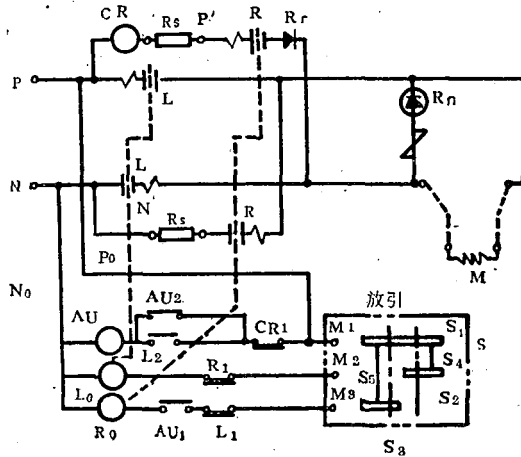 CR
Rs
P'
R
Rr
P
L
Rn
N
L
N
Rs
R
M
P₀
N₀
放引
AU
AU₂
CR₁
M₁
S₁
S
L₂
M₂
S₄
L₀
R₁
S₅
M₃
S₂
R₀
AU₁
L₁
S₃